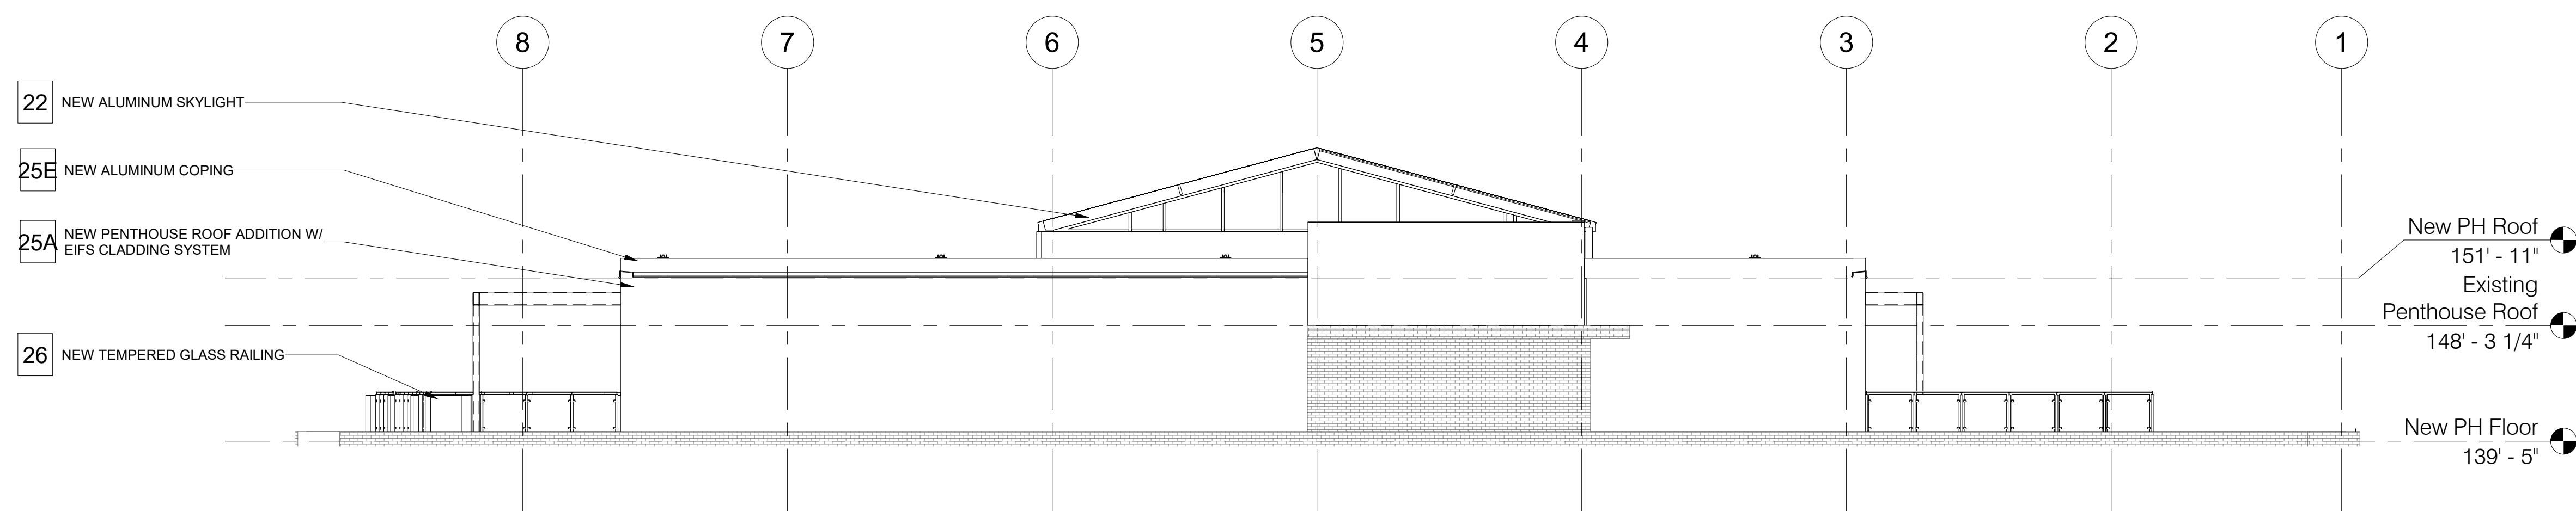 8 7 6 5 4 3 2 1
22 NEW ALUMINUM SKYLIGHT
25E NEW ALUMINUM COPING
25A NEW PENTHOUSE ROOF ADDITION W/
EIFS CLADDING SYSTEM
26 NEW TEMPERED GLASS RAILING
New PH Roof
151' - 11"
Existing
Penthouse Roof
148' - 3 1/4"
New PH Floor
139' - 5"